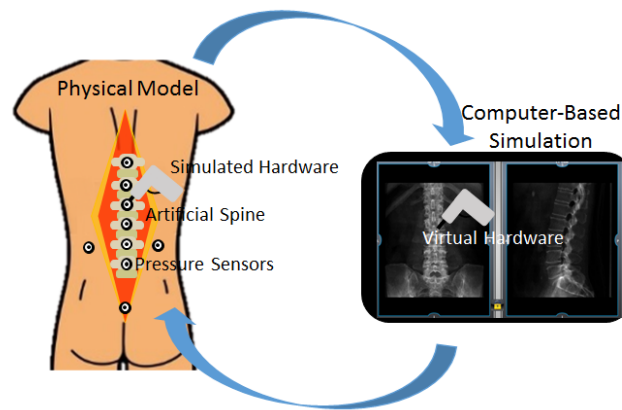 Physical Model
Computer-Based
Simulation
Simulated Hardware
Artificial Spine
Virtual Hardware
Pressure Sensors